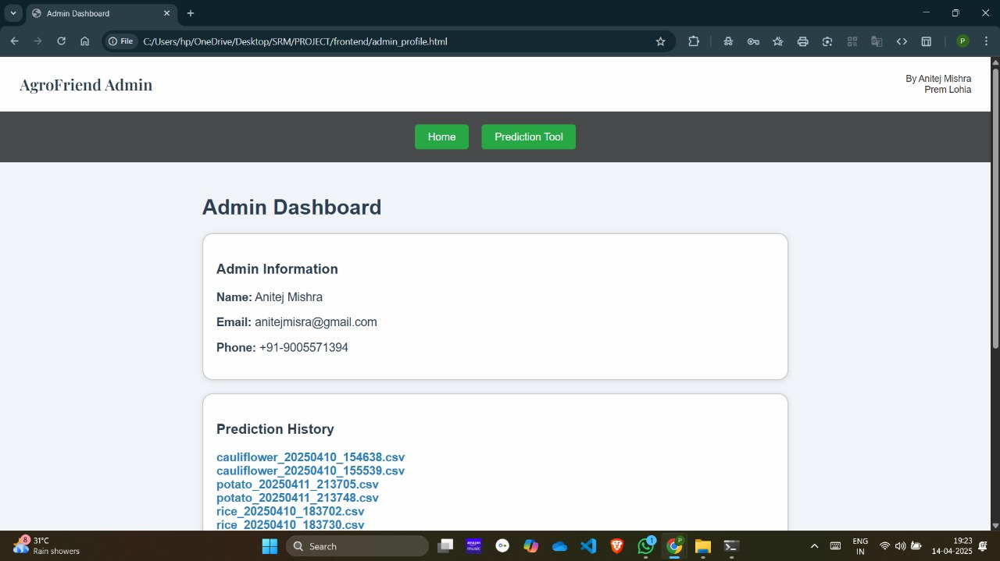 Admin Dashboard
File
C:/Users/hp/OneDrive/Desktop/SRM/PROJECT/frontend/admin_profile.html
P
AgroFriend Admin
By Anitej Mishra
Prem Lohia
Home
Prediction Tool
Admin Dashboard
Admin Information
Name: Anitej Mishra
Email: anitejmisra@gmail.com
Phone: +91-9005571394
Prediction History
cauliflower_20250410_154638.csv
cauliflower_20250410_155539.csv
potato_20250411_213705.csv
potato_20250411_213748.csv
rice_20250410_183702.csv
rice_20250410_183730.csv
8
31°C
Rain showers
Search
amazon music
1
P
ENG
IN
19:23
14-04-2025